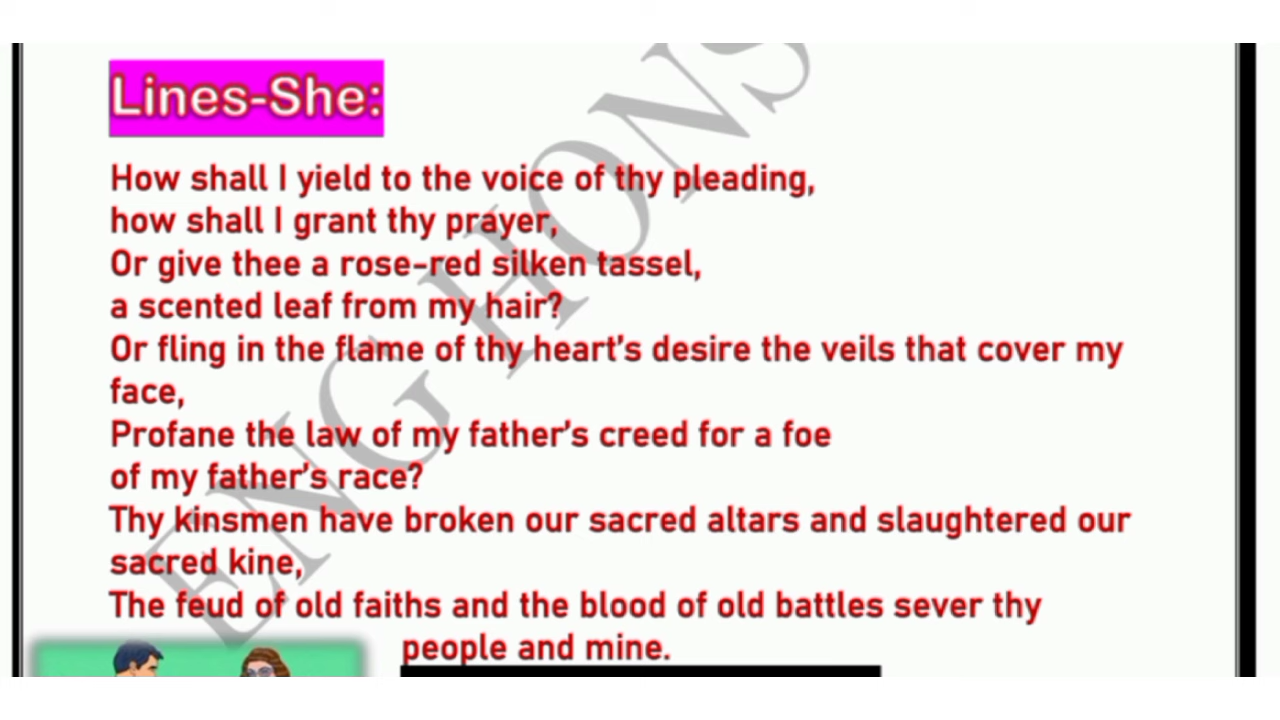 Lines-She:
How shall I yield to the voice of thy pleading,
how shall I grant thy prayer,
Or give thee a rose-red silken tassel,
a scented leaf from my hair?
Or fling in the flame of thy heart's desire the veils that cover my
face,
Profane the law of my father's creed for a foe
of my father's race?
Thy kinsmen have broken our sacred altars and slaughtered our
sacred kine,
The feud of old faiths and the blood of old battles sever thy
people and mine.
ENG HONS